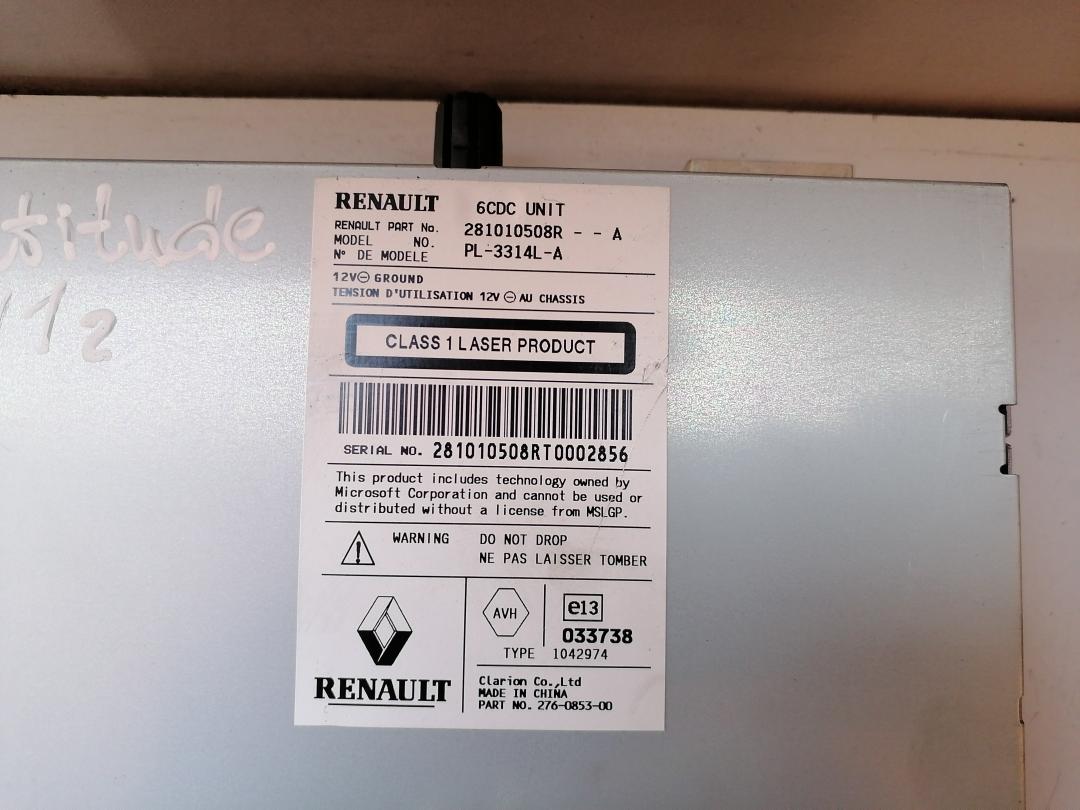 RENAULT 6CDC UNIT
RENAULT PART No. 281010508R - - A
MODEL NO.
N° DE MODELE PL-3314L-A
12V⊖ GROUND
TENSION D'UTILISATION 12V ⊖ AU CHASSIS
CLASS 1 LASER PRODUCT
SERIAL NO. 281010508RT0002856
This product includes technology owned by
Microsoft Corporation and cannot be used or
distributed without a license from MSLGP.
WARNING DO NOT DROP
NE PAS LAISSER TOMBER
AVH e13
033738
TYPE 1042974
RENAULT
Clarion Co.,Ltd
MADE IN CHINA
PART NO. 276-0853-00